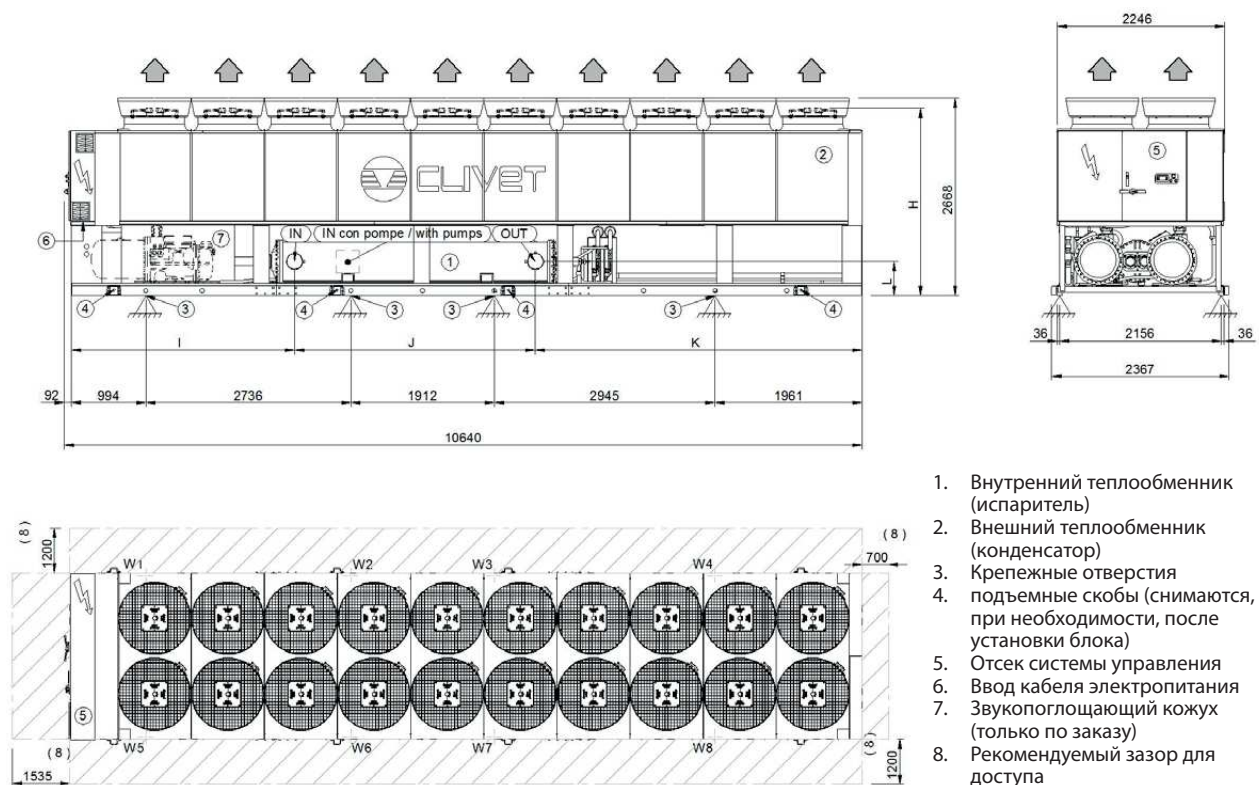 2246
5
2
CLIVET
H
2668
6
7
IN
IN con pompe / with pumps
OUT
1
L
4
3
4
3
3
4
3
4
I
J
K
36
2156
36
2367
92
994
2736
1912
2945
1961
10640
(8)
1200
(8)
700
W1
W2
W3
W4
5
W5
W6
W7
W8
(8)
1535
(8)
1200
1. Внутренний теплообменник
(испаритель)
2. Внешний теплообменник
(конденсатор)
3. Крепежные отверстия
4. подъемные скобы (снимаются,
при необходимости, после
установки блока)
5. Отсек системы управления
6. Ввод кабеля электропитания
7. Звукопоглощающий кожух
(только по заказу)
8. Рекомендуемый зазор для
доступа